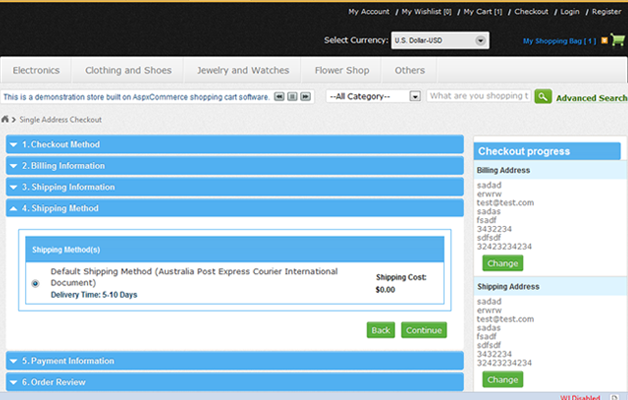 My Account / My Wishlist [0] / My Cart [1] / Checkout / Login / Register
Select Currency: U.S. Dollar-USD My Shopping Bag [ 1 ]
Electronics Clothing and Shoes Jewelry and Watches Flower Shop Others
This is a demonstration store built on AspxCommerce shopping cart software. --All Category-- What are you shopping t Advanced Search
Single Address Checkout
1. Checkout Method
2. Billing Information
3. Shipping Information
4. Shipping Method
Shipping Method(s)
Default Shipping Method (Australia Post Express Courier International
Document)
Delivery Time: 5-10 Days
Shipping Cost:
$0.00
Back Continue
5. Payment Information
6. Order Review
Checkout progress
Billing Address
sadad
erwrw
test@test.com
sadas
fsadf
3432234
sdfsdf
32423234234
Change
Shipping Address
sadad
erwrw
test@test.com
sadas
fsadf
sdfsdf
3432234
32423234234
Change
WJ Disabled